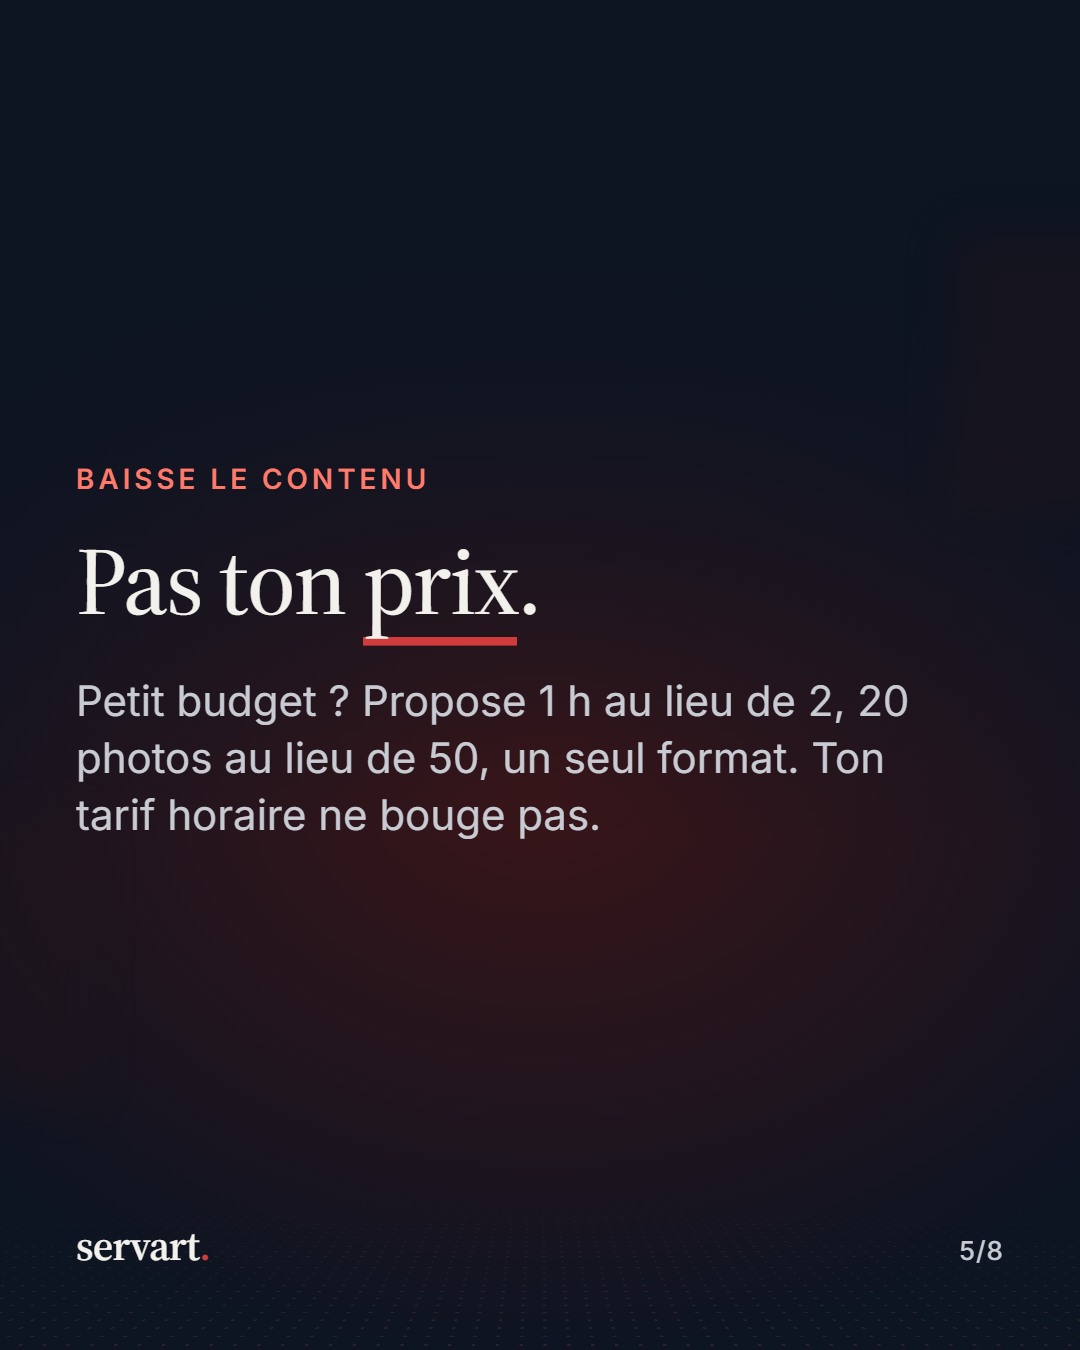 BAISSE LE CONTENU
Pas ton prix.
Petit budget ? Propose 1 h au lieu de 2, 20
photos au lieu de 50, un seul format. Ton
tarif horaire ne bouge pas.
servart.
5/8